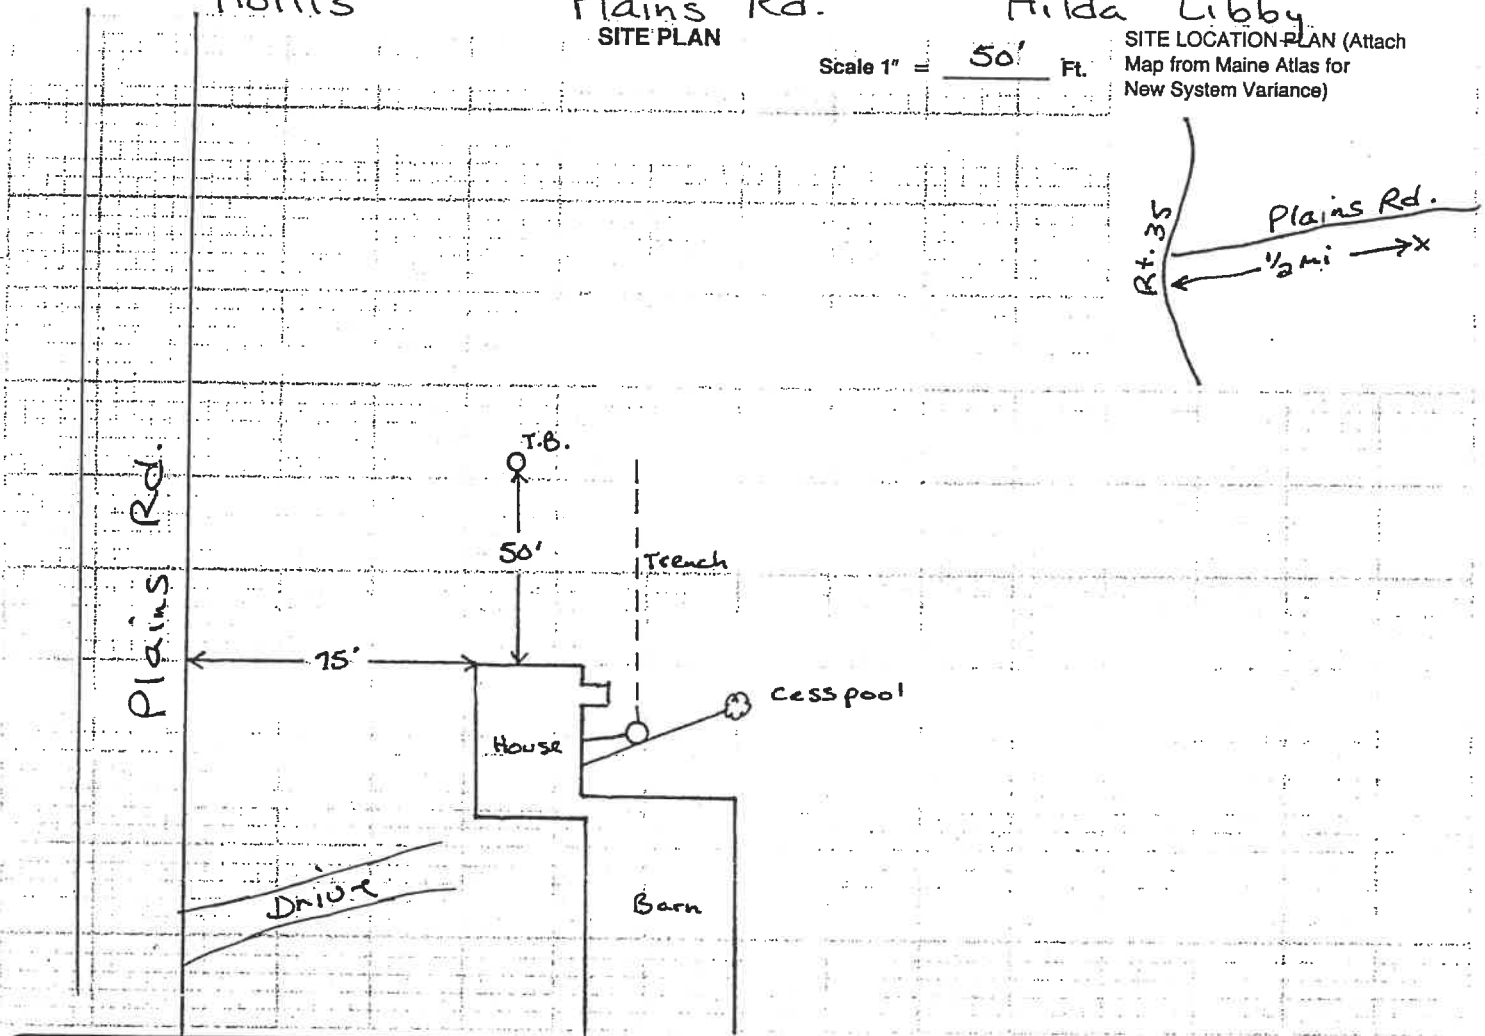 Hollis Plains Rd. Hilda Libby
SITE PLAN
Scale 1" = 50' Ft.
SITE LOCATION PLAN (Attach
Map from Maine Atlas for
New System Variance)
Rt. 35
Plains Rd.
1/2 mi
x
Plains Rd.
T.B.
50'
Trench
75'
Cesspool
House
Drive
Barn